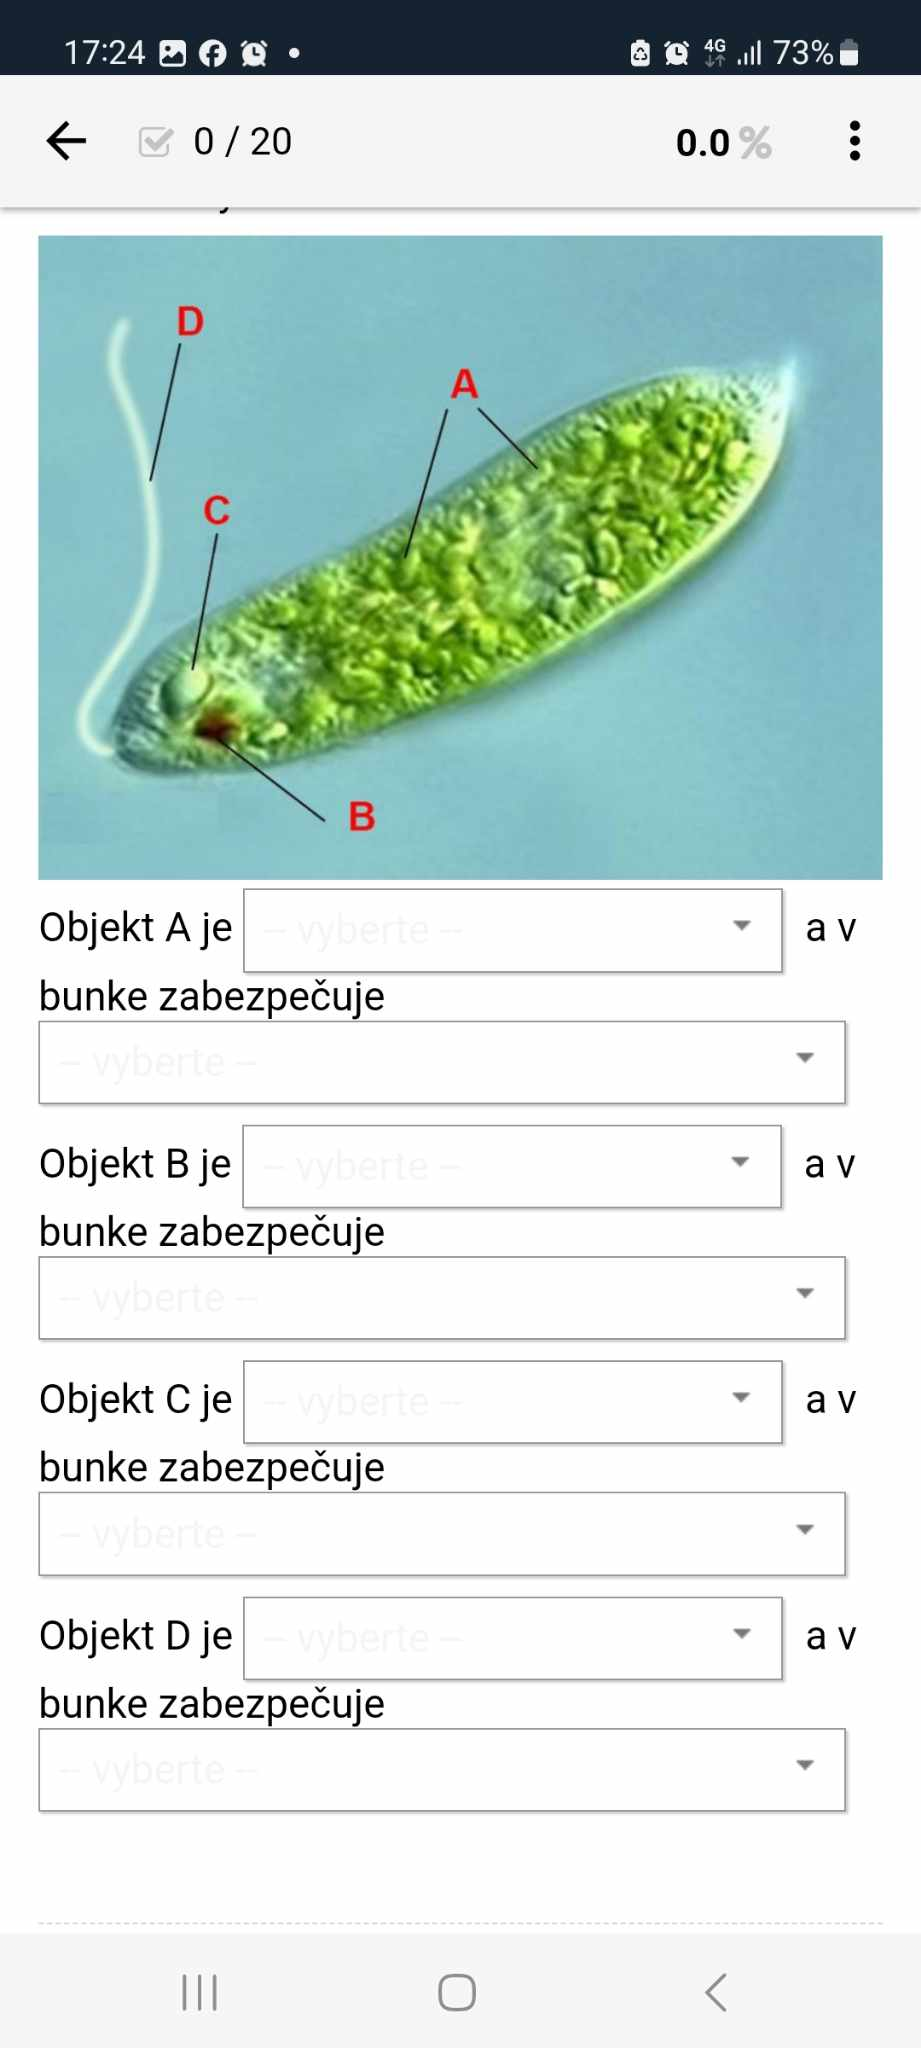 17:24
4G 73%
0 / 20 0.0 %
D
A
C
B
Objekt A je -- vyberte -- a v
bunke zabezpečuje
-- vyberte --
Objekt B je -- vyberte -- a v
bunke zabezpečuje
-- vyberte --
Objekt C je -- vyberte -- a v
bunke zabezpečuje
-- vyberte --
Objekt D je -- vyberte -- a v
bunke zabezpečuje
-- vyberte --